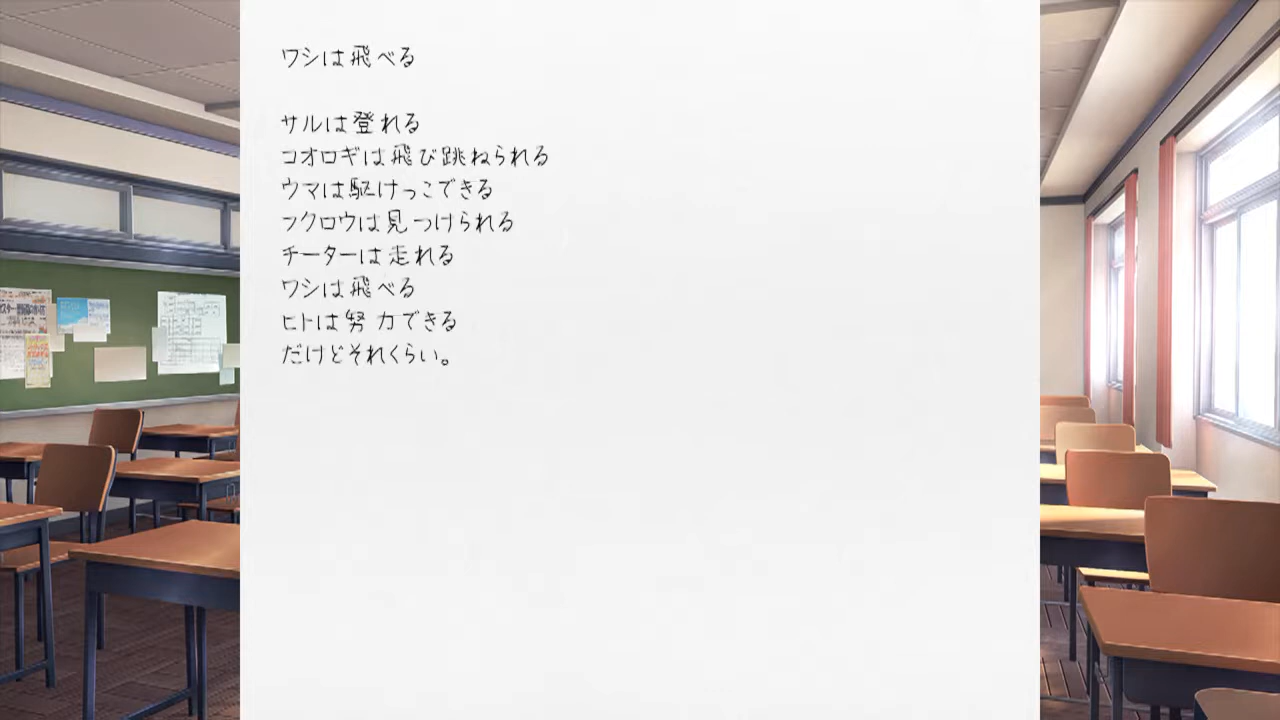 ワシは飛べる
サルは登れる
コオロギは飛び跳ねられる
ウマは駆けっこできる
フクロウは見つけられる
チーターは走れる
ワシは飛べる
ヒトは努力できる
だけどそれくらい。